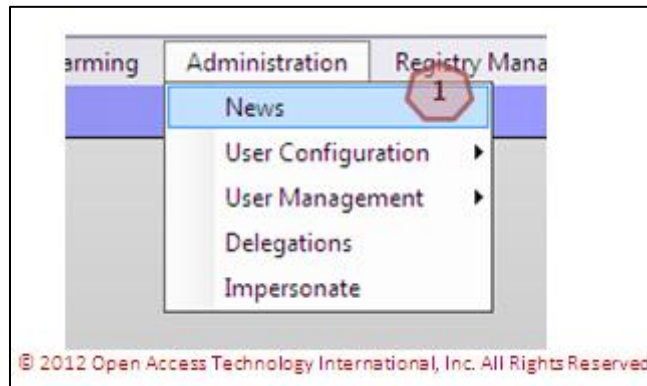 arming Administration Registry Mana
1
News
User Configuration
User Management
Delegations
Impersonate
© 2012 Open Access Technology International, Inc. All Rights Reserved